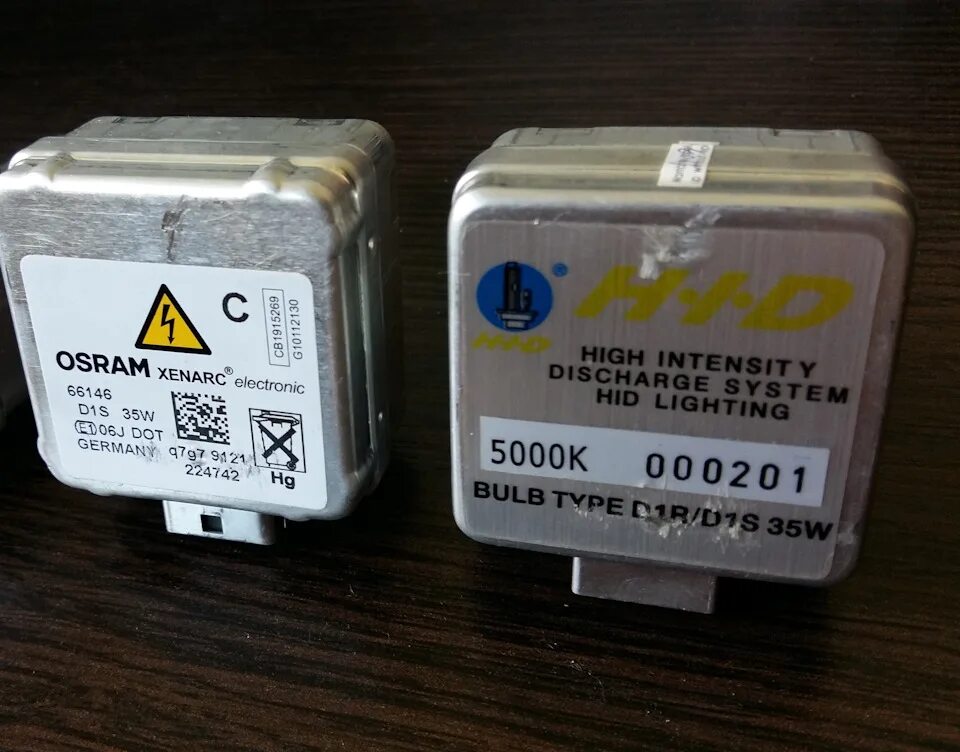 C
CB1915269
G10112130
OSRAM XENARC® electronic
66146
D1S 35W
E1 06J DOT
GERMANY q7g7 9121
224742
Hg
®
H·I·D
H·I·D
HIGH INTENSITY
DISCHARGE SYSTEM
HID LIGHTING
5000K 000201
BULB TYPE D1R/D1S 35W